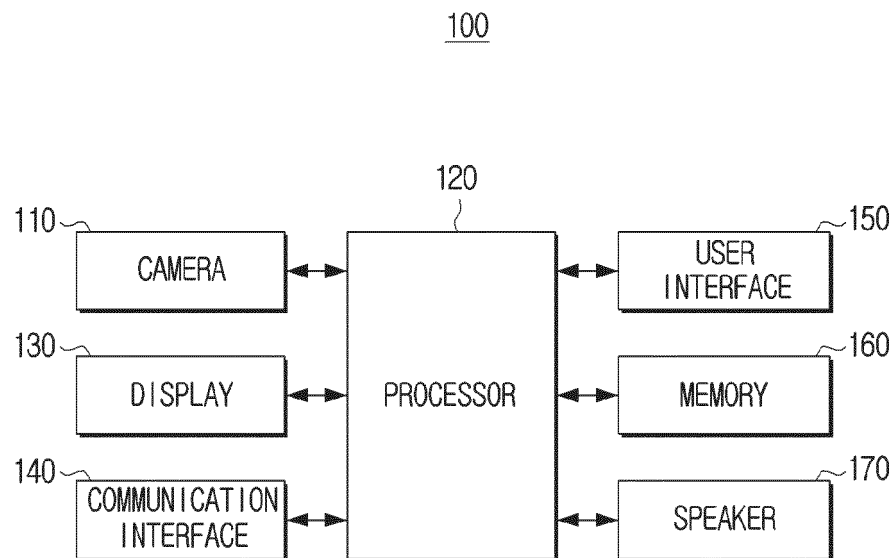 100
120
110
CAMERA
150
USER
INTERFACE
130
DISPLAY
PROCESSOR
160
MEMORY
140
COMMUNICATION
INTERFACE
170
SPEAKER